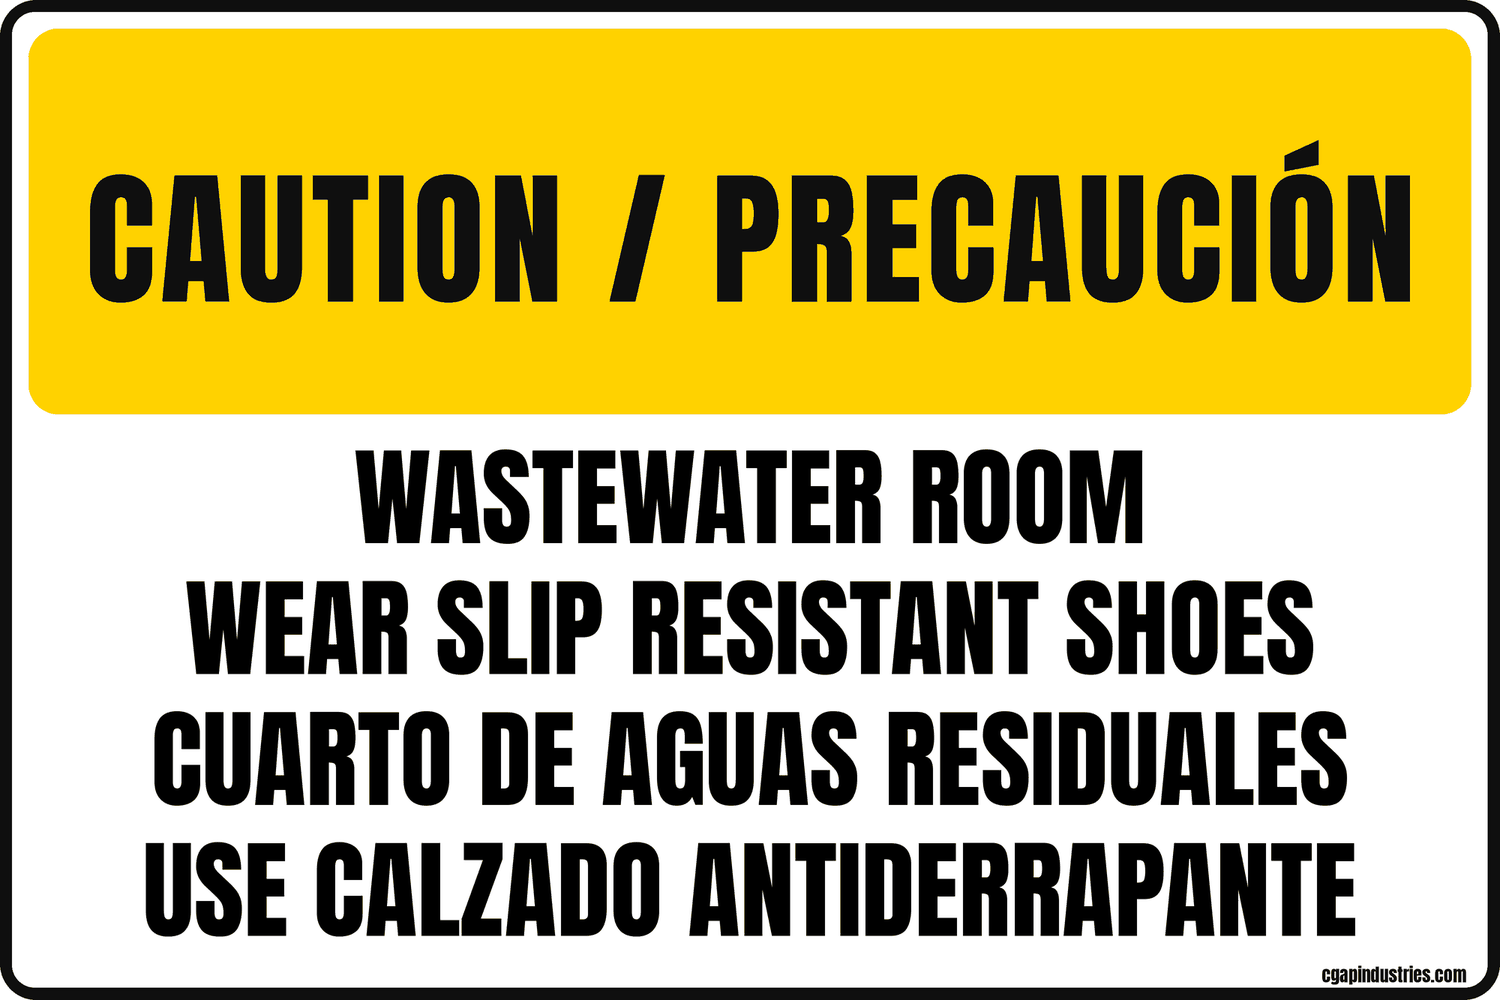 CAUTION / PRECAUCIÓN
WASTEWATER ROOM
WEAR SLIP RESISTANT SHOES
CUARTO DE AGUAS RESIDUALES
USE CALZADO ANTIDERRAPANTE
cgapindustries.com